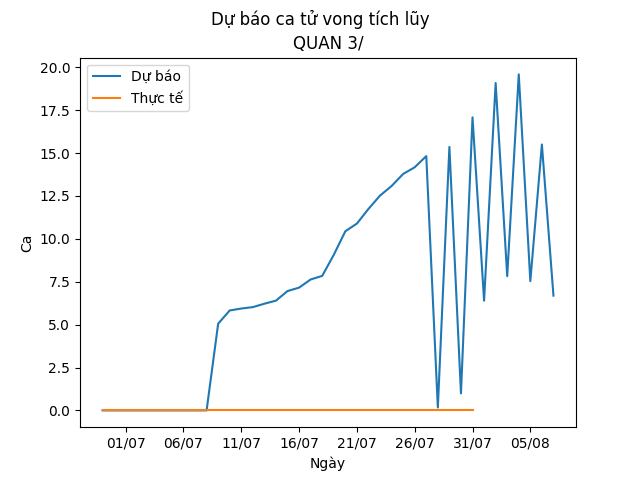 Dự báo ca tử vong tích lũy
QUAN 3/
Dự báo
Thực tế
20.0
17.5
15.0
12.5
10.0
7.5
5.0
2.5
0.0
Ca
01/07 06/07 11/07 16/07 21/07 26/07 31/07 05/08
Ngày